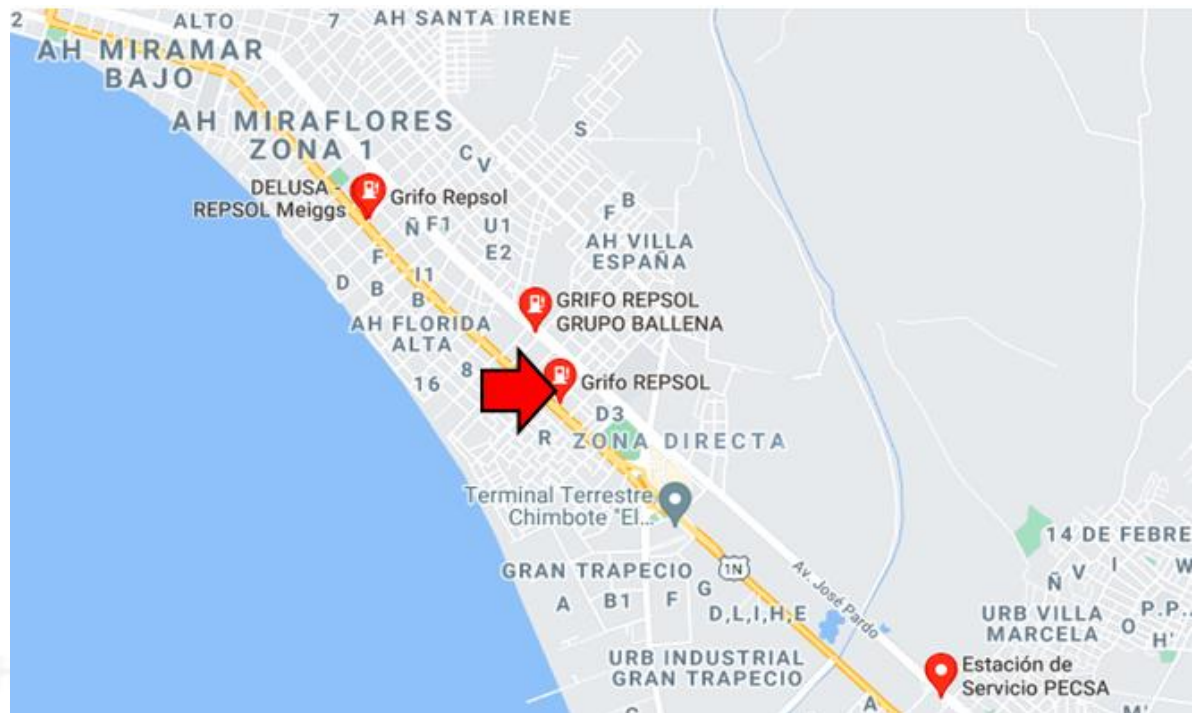 2
ALTO
7
AH SANTA IRENE
AH MIRAMAR
BAJO
AH MIRAFLORES
ZONA 1
S
C
V
DELUSA -
REPSOL Meiggs
Grifo Repsol
B
F
Ñ
F1
U1
E2
AH VILLA
ESPAÑA
F
I1
D
B
B
GRIFO REPSOL
GRUPO BALLENA
AH FLORIDA
ALTA
8
16
Grifo REPSOL
D3
R
ZONA DIRECTA
Terminal Terrestre
Chimbote "El...
14 DE FEBRE
GRAN TRAPECIO
1N
Av. José Pardo
Ñ
V
I
W
A
B1
F
G
D,L,I,H,E
URB VILLA
MARCELA
O
P.P..
H'
URB INDUSTRIAL
GRAN TRAPECIO
Estación de
Servicio PECSA
A
M'